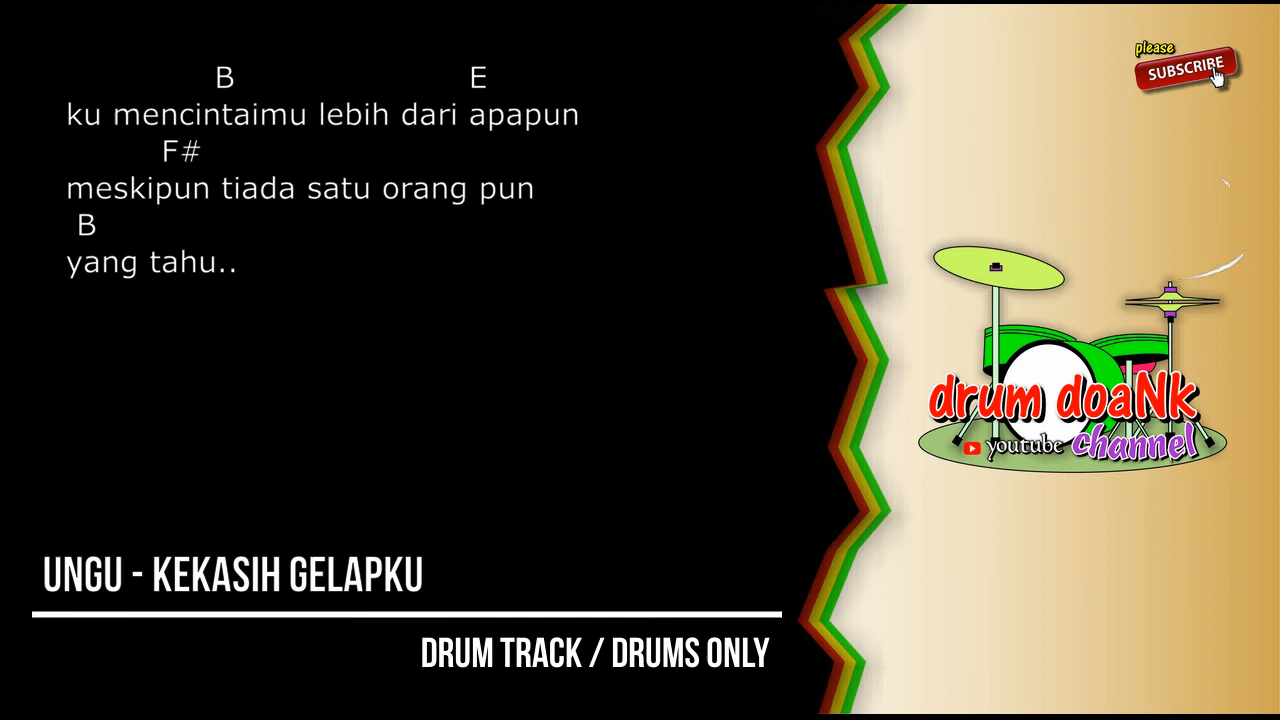 B E
ku mencintaimu lebih dari apapun
F#
meskipun tiada satu orang pun
B
yang tahu..
UNGU - KEKASIH GELAPKU
DRUM TRACK / DRUMS ONLY
please
SUBSCRIBE
drum doaNk
youtube channel